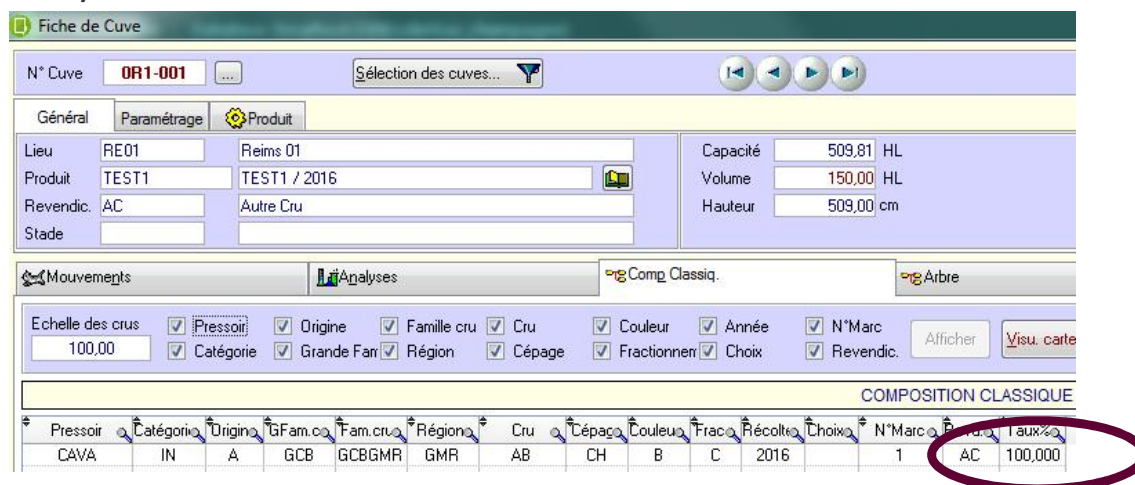 Fiche de Cuve
N° Cuve 0R1-001 ... Sélection des cuves...
Général Paramétrage Produit
Lieu RE01 Reims 01 Capacité 509,81 HL
Produit TEST1 TEST1 / 2016 Volume 150,00 HL
Revendic. AC Autre Cru Hauteur 509,00 cm
Stade
Mouvements Analyses Comp Classiq. Arbre
Echelle des crus Pressoir Origine Famille cru Cru Couleur Année N°Marc
100,00 Catégorie Grande Fam Région Cépage Fractionnem Choix Revendic. Afficher Visu. carte
COMPOSITION CLASSIQUE
Pressoir Catégorie Origine GFam.c Fam.cru Région Cru Cépag Couleu Frac Récolte Choix N°Marc Taux%
CAVA IN A GCB GCBGMR GMR AB CH B C 2016 1 AC 100,000